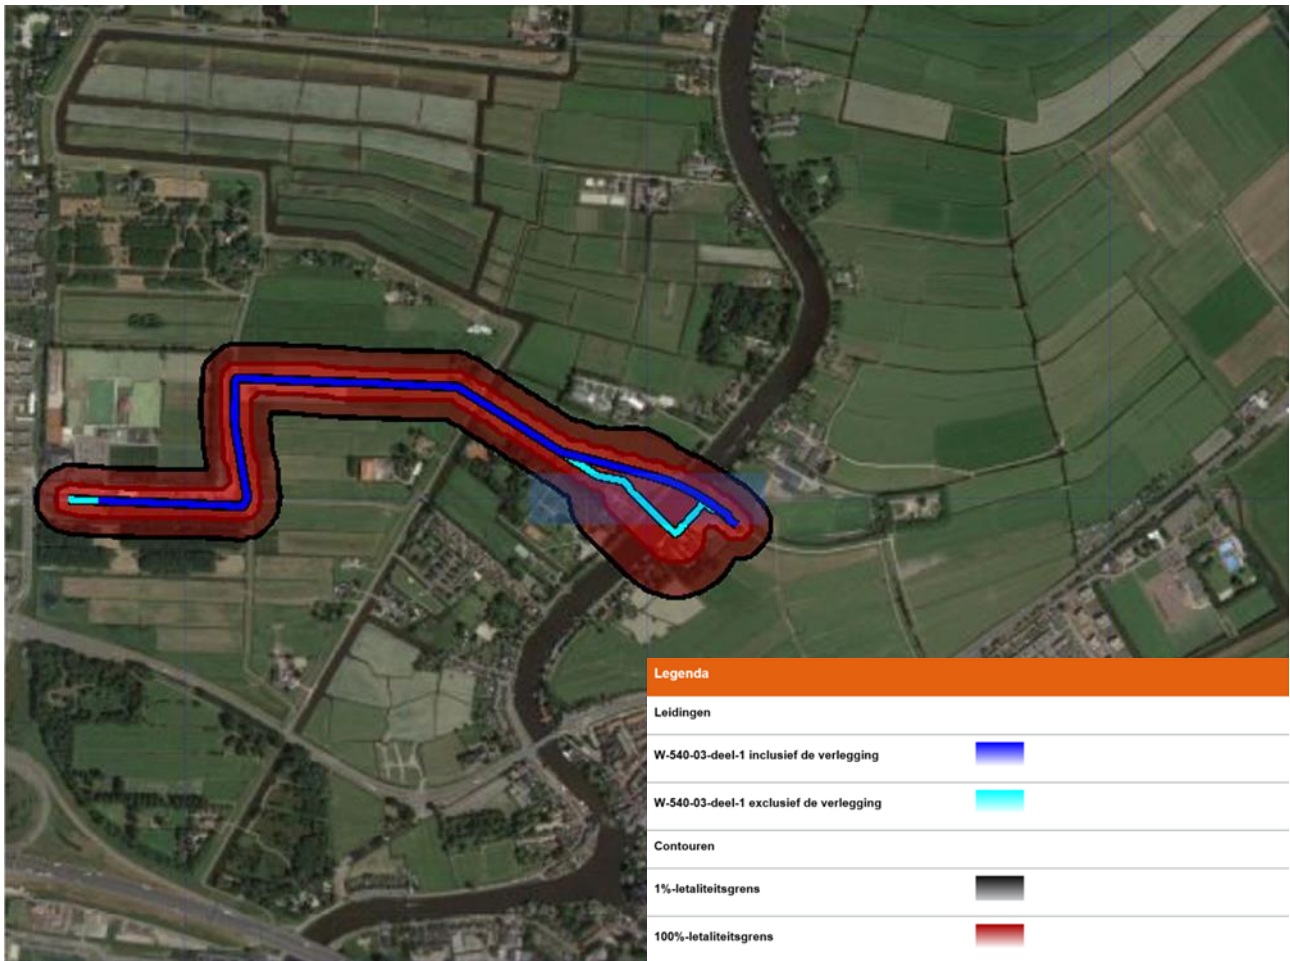 Legenda
Leidingen
W-540-03-deel-1 inclusief de verlegging
W-540-03-deel-1 exclusief de verlegging
Contouren
1%-letaliteitsgrens
100%-letaliteitsgrens